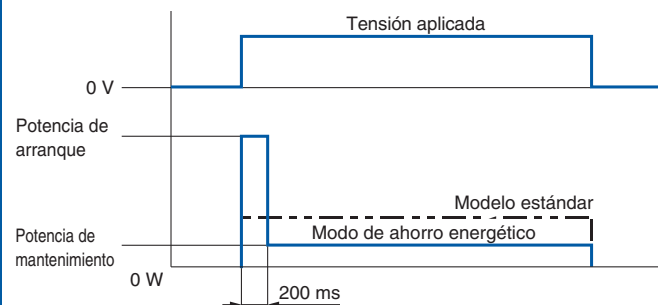 Tensión aplicada
0 V
Potencia de
arranque
Modelo estándar
Modo de ahorro energético
Potencia de
mantenimiento
0 W
200 ms